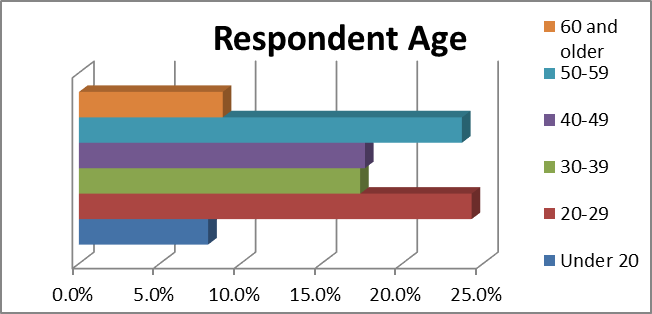 Respondent Age
60 and
older
50-59
40-49
30-39
20-29
Under 20
0.0% 5.0% 10.0% 15.0% 20.0% 25.0%